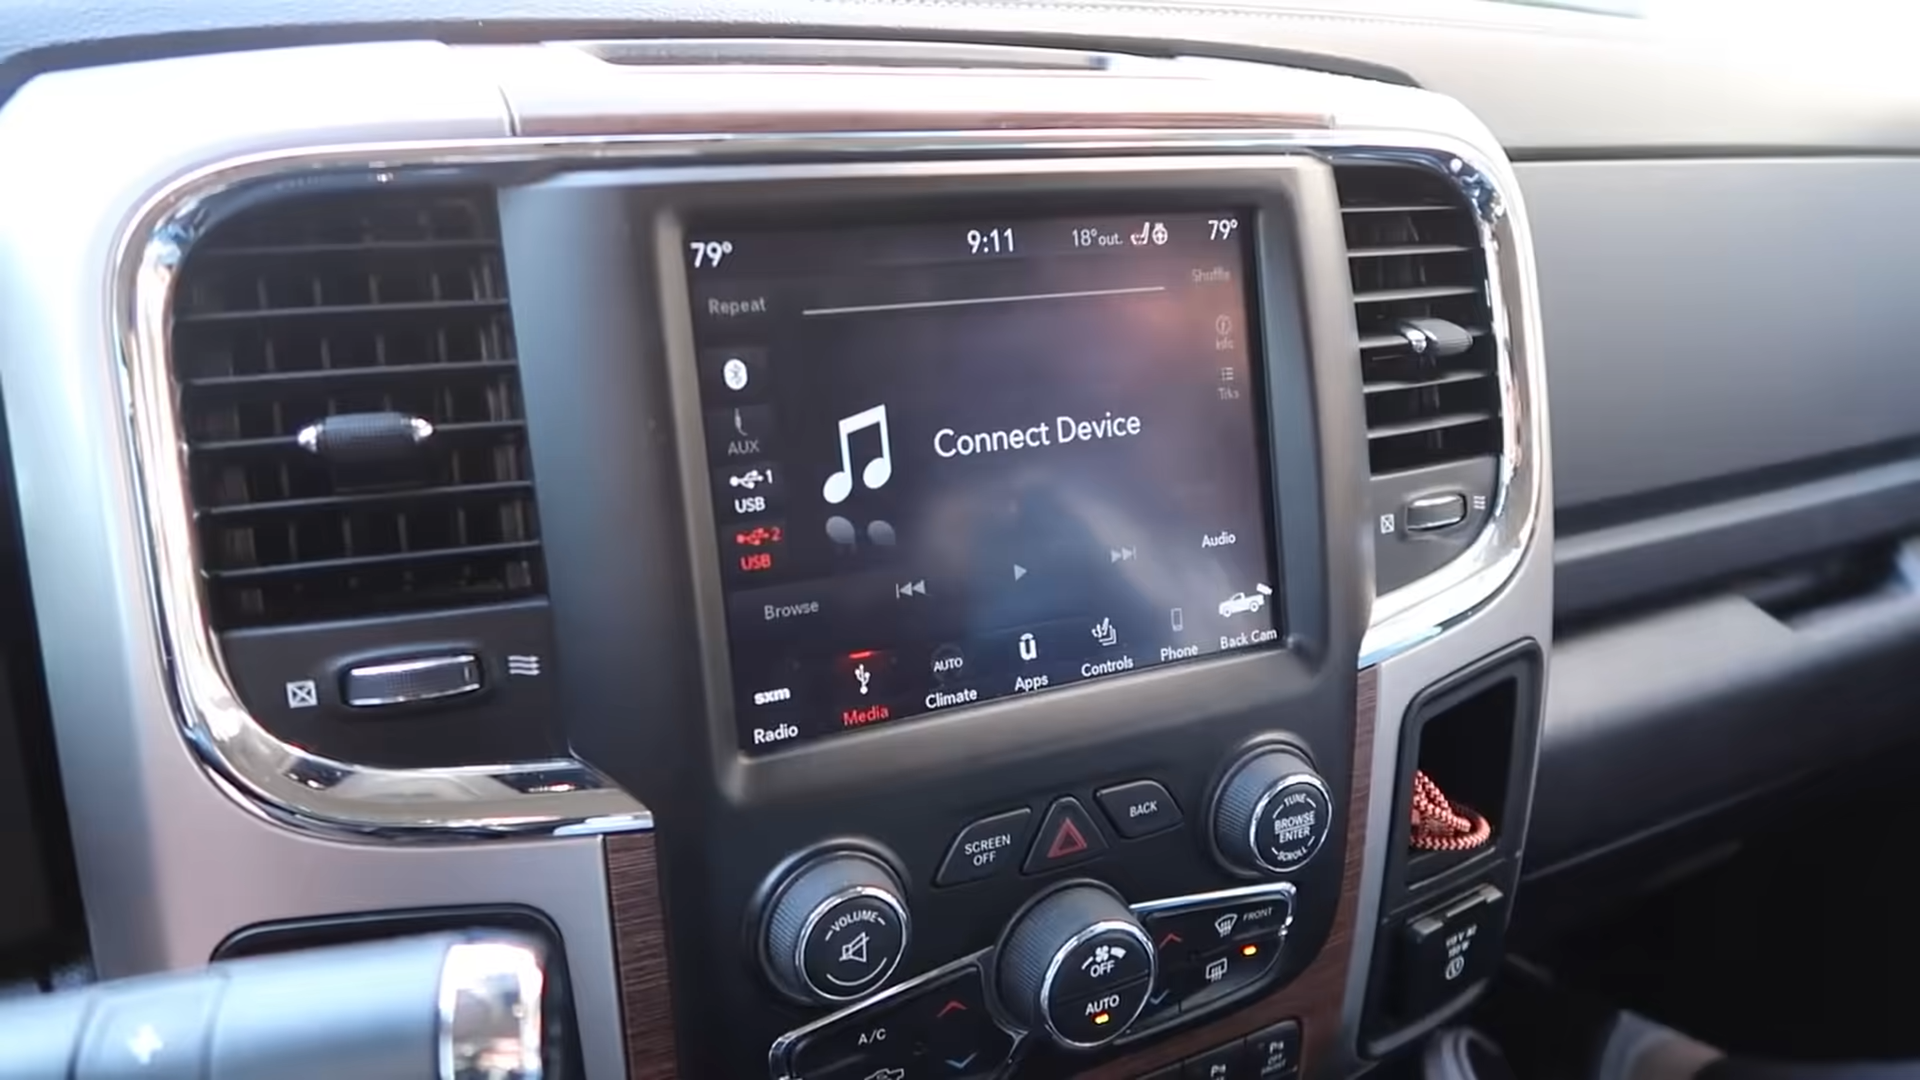 79°
9:11
18°out.
79°
Repeat
Shuffle
Info
AUX
Trks
1
USB
Connect Device
2
USB
Audio
Browse
sxm
Radio
Media
AUTO
Climate
Apps
Controls
Phone
Back Cam
SCREEN
OFF
BACK
TUNE
BROWSE
ENTER
SCROLL
VOLUME
OFF
AUTO
FRONT
A/C